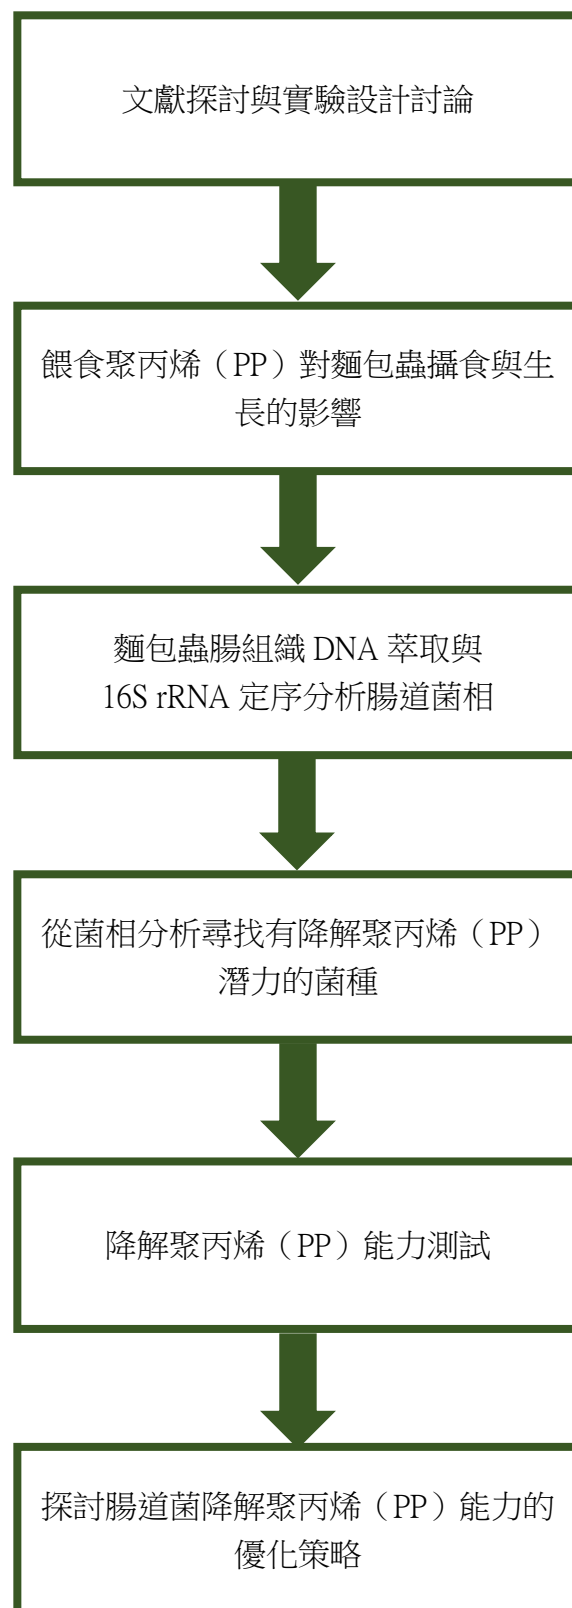 文獻探討與實驗設計討論
餵食聚丙烯（PP）對麵包蟲攝食與生
長的影響
麵包蟲腸組織 DNA 萃取與
16S rRNA 定序分析腸道菌相
從菌相分析尋找有降解聚丙烯（PP）
潛力的菌種
降解聚丙烯（PP）能力測試
探討腸道菌降解聚丙烯（PP）能力的
優化策略